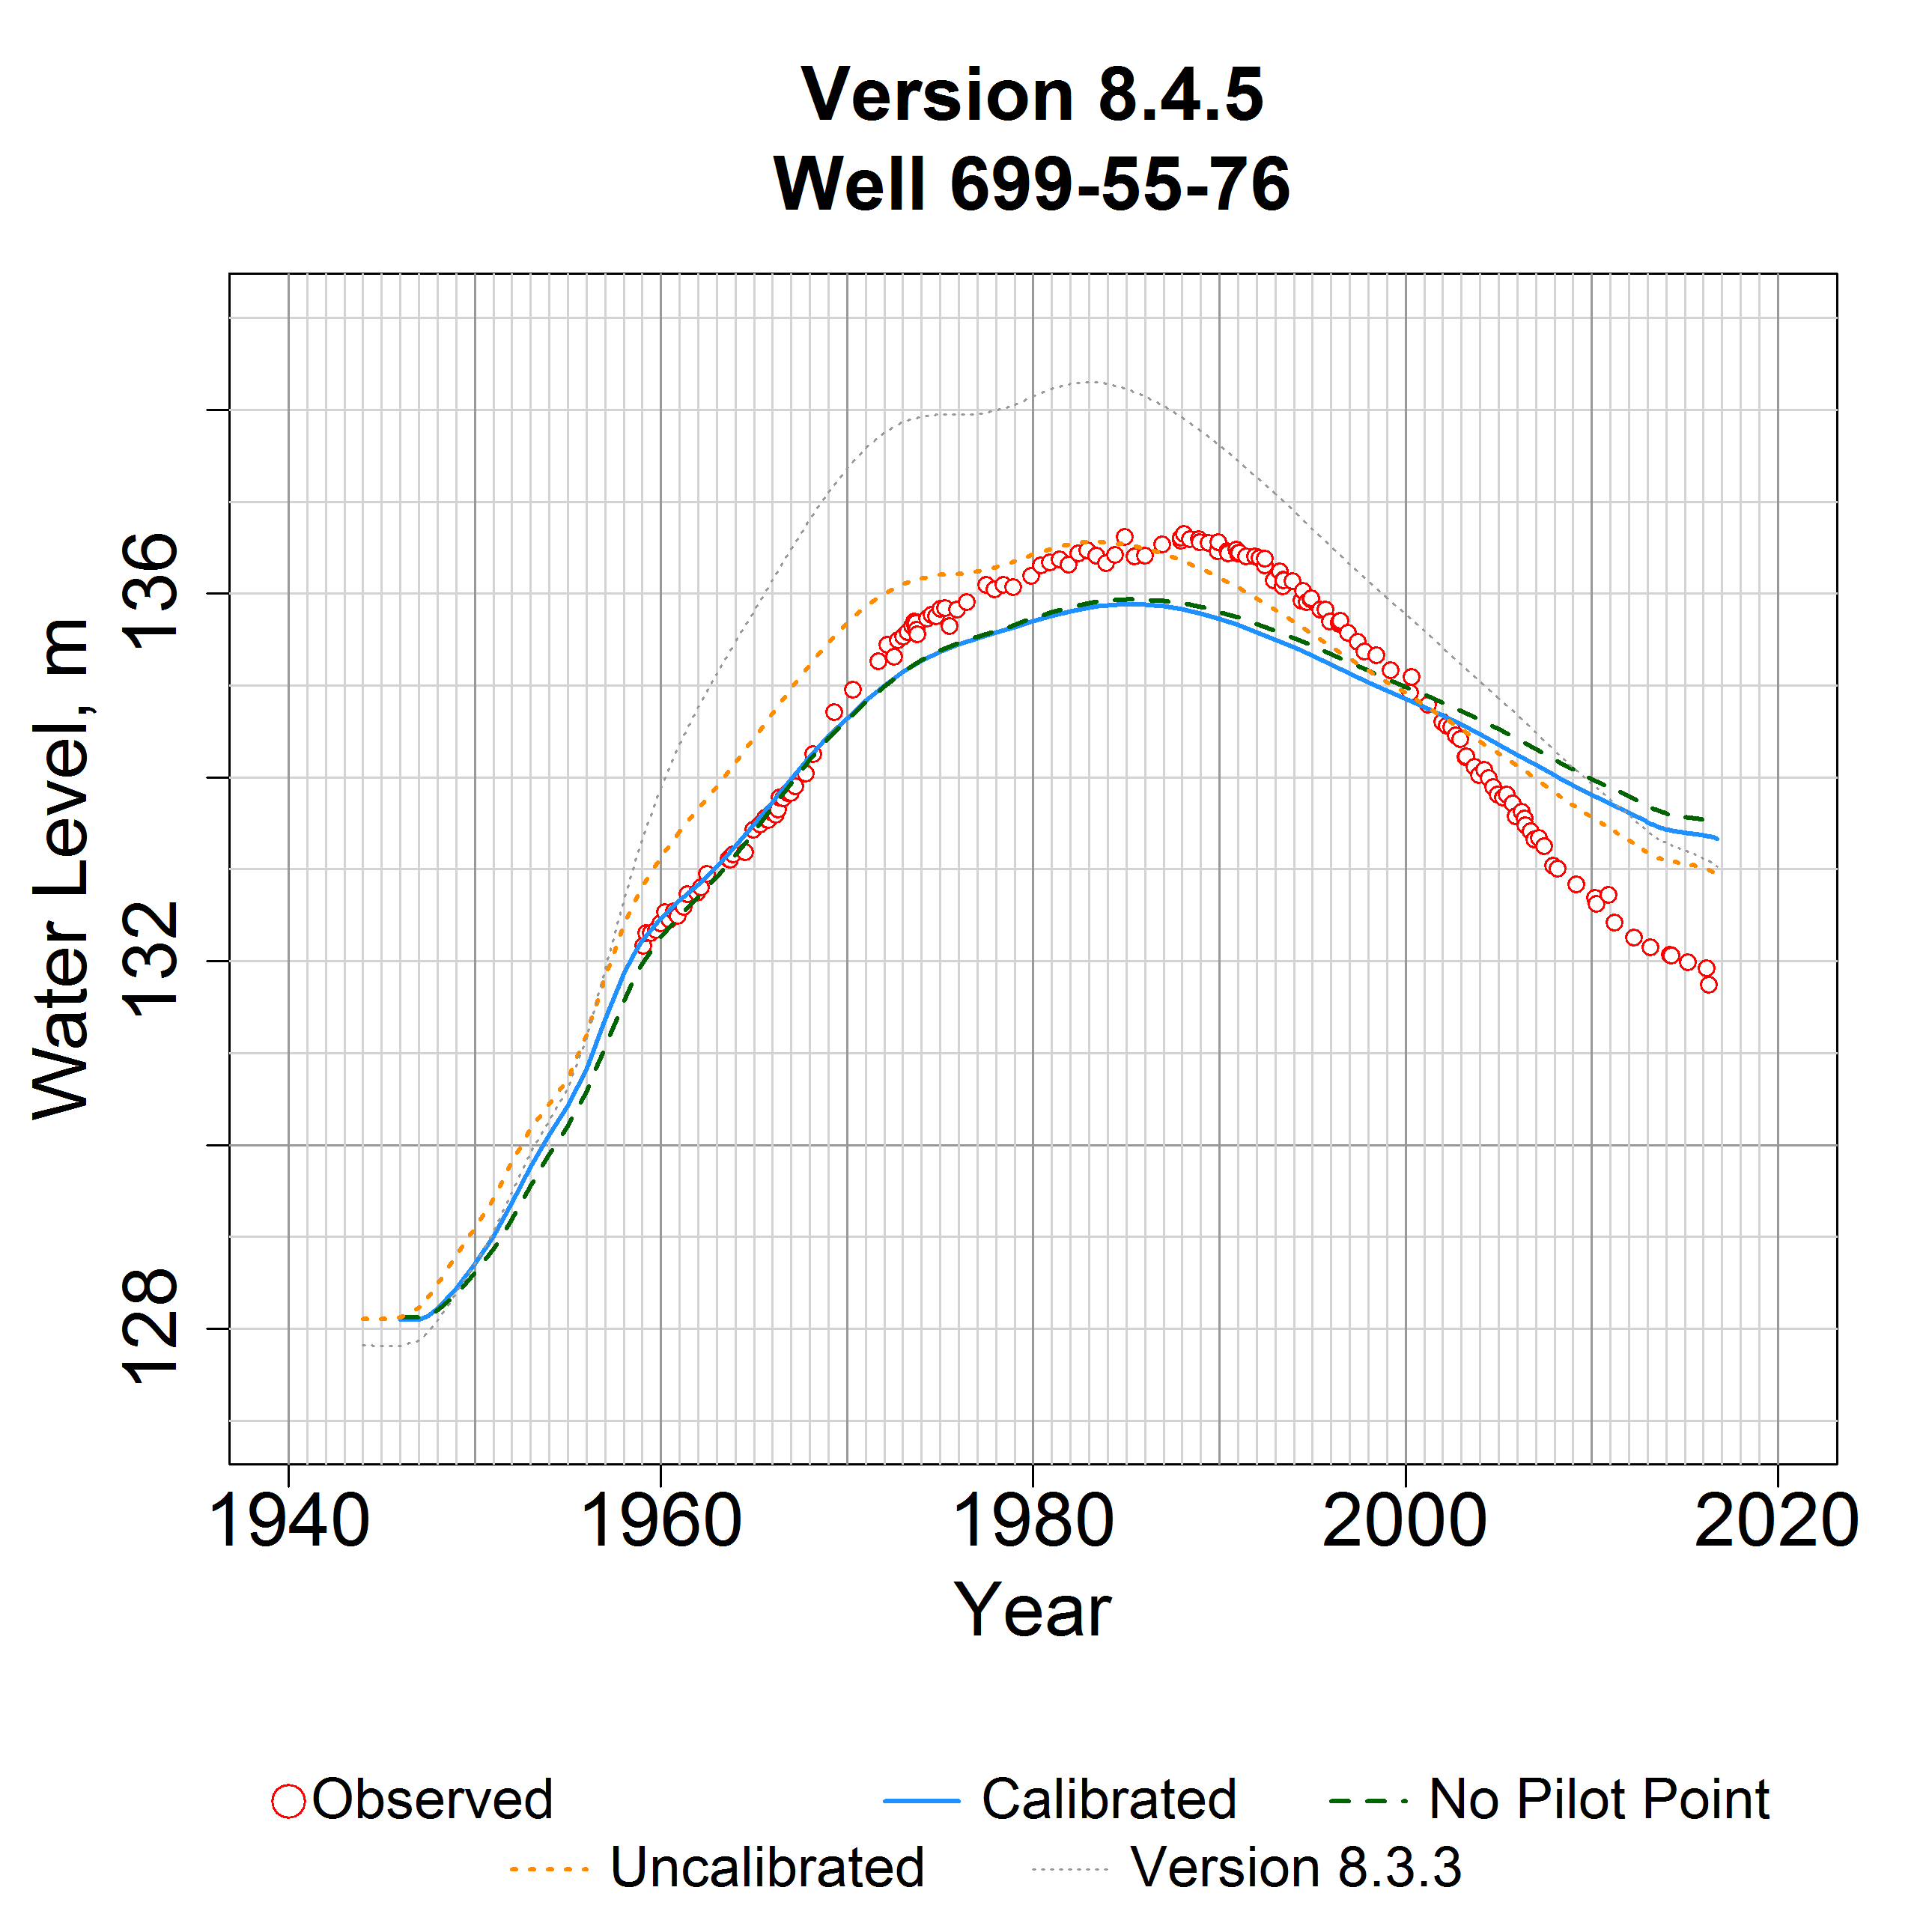 Version 8.4.5
Well 699-55-76
Water Level, m
136
132
128
1940 1960 1980 2000 2020
Year
Observed Calibrated No Pilot Point
Uncalibrated Version 8.3.3